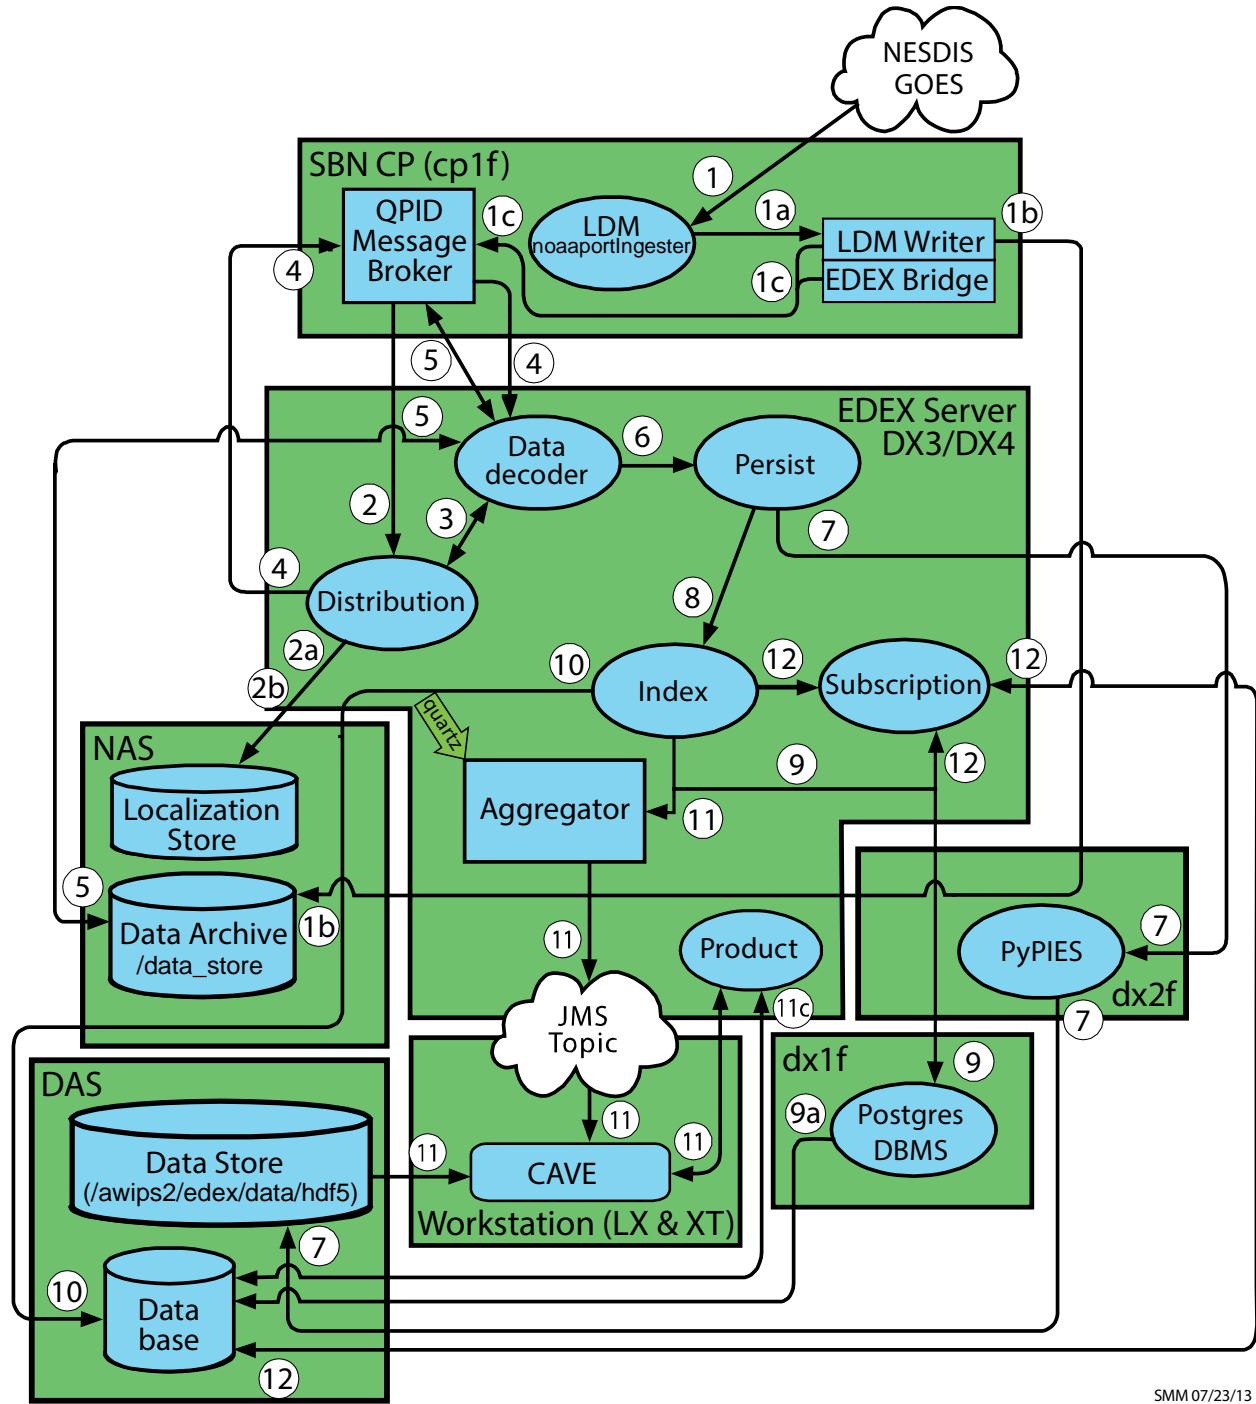 NESDIS
GOES
SBN CP (cp1f)
1
QPID
Message
Broker
1c
LDM
noaaportIngester
1a
1b
LDM Writer
EDEX Bridge
1c
4
5
4
EDEX Server
DX3/DX4
5
Data
decoder
6
Persist
2
3
7
4
Distribution
8
2a
2b
10
Index
12
Subscription
12
quartz
NAS
9
12
Localization
Store
Aggregator
11
5
Data Archive
/data_store
1b
11
Product
PyPIES
7
dx2f
11c
7
JMS
Topic
dx1f
9
DAS
9a
Postgres
DBMS
11
11
Data Store
(/awips2/edex/data/hdf5)
11
CAVE
Workstation (LX & XT)
7
10
Data
base
12
SMM 07/23/13